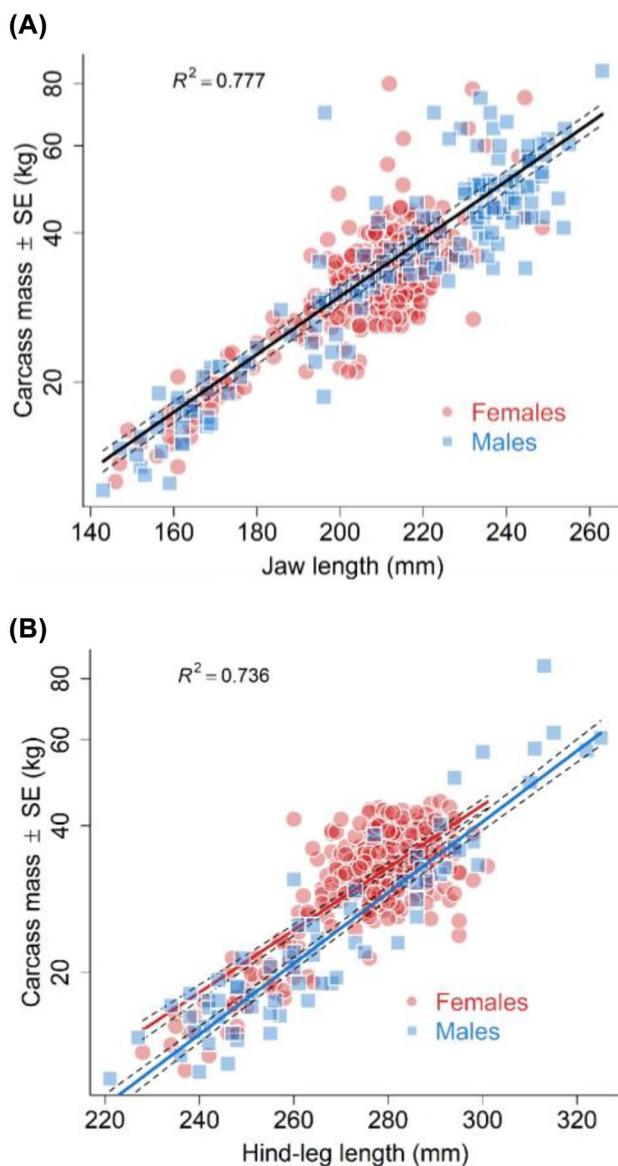 (A)
R² = 0.777
80
60
40
20
Carcass mass ± SE (kg)
Females
Males
140 160 180 200 220 240 260
Jaw length (mm)
(B)
R² = 0.736
80
60
40
20
Carcass mass ± SE (kg)
Females
Males
220 240 260 280 300 320
Hind-leg length (mm)